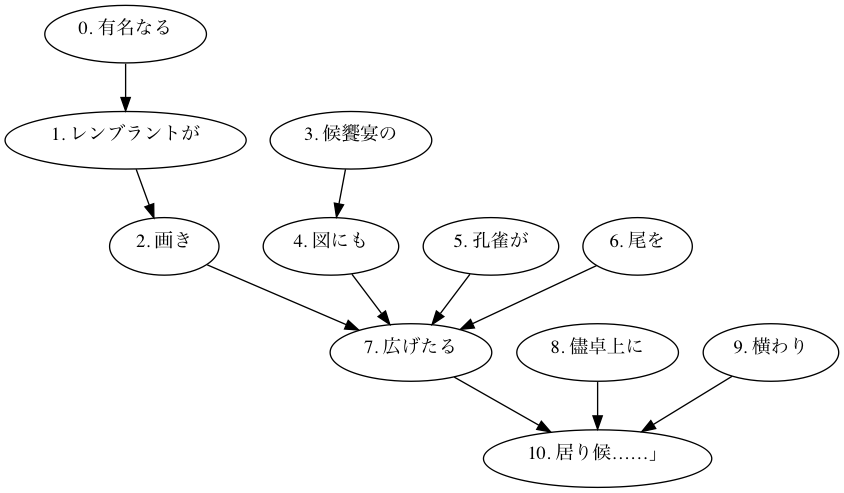 0. 有名なる
1. レンブラントが
3. 候饗宴の
2. 画き
4. 図にも
5. 孔雀が
6. 尾を
7. 広げたる
8. 儘卓上に
9. 横わり
10. 居り候……」